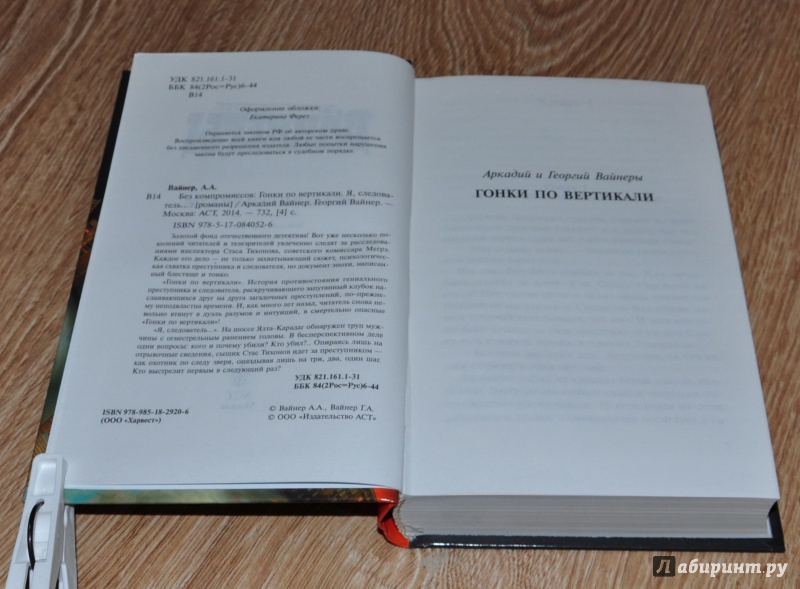 УДК 821.161.1-31
ББК 84(2Рос=Рус)6-44
В14
Оформление обложки
Екатерины Ферез
Охраняется законом РФ об авторском праве.
Воспроизведение всей книги или любой ее части воспрещается
без письменного разрешения издателя. Любые попытки нарушения
закона будут преследоваться в судебном порядке.
Вайнер, А.А.
В14 Без компромиссов: Гонки по вертикали. Я, следова-
тель... / [романы] / Аркадий Вайнер, Георгий Вайнер. —
Москва: АСТ, 2014. — 732, [4] с.
ISBN 978-5-17-084052-6
Золотой фонд отечественного детектива! Вот уже несколько по-
колений читателей и телезрителей увлеченно следят за расследова-
ниями инспектора Стаса Тихонова, советского комиссара Мегрэ.
Каждое его дело — не только захватывающий сюжет, психологиче-
ская схватка преступника и следователя, но документ эпохи, написан-
ный блестяще и тонко.
«Гонки по вертикали». История противостояния гениального
преступника и следователя, раскручивающего запутанный клубок на-
слаивающихся друг на друга загадочных преступлений, по-прежне-
му неподвластна времени. И, как много лет назад, читатель снова не-
вольно втянут в дуэль разумов и интуиций, в смертельно опасные
«Гонки по вертикали»!
«Я, следователь...». На шоссе Ялта-Карадаг обнаружен труп муж-
чины с огнестрельным ранением головы. В бесперспективном деле
одни вопросы: кого и почему убили? Кто убил?.. Опираясь лишь на
отрывочные сведения, сыщик Стас Тихонов идет за преступником —
как охотник по следу зверя, опаздывая лишь на три, два, один шаг.
Кто выстрелит первым в следующий раз?
УДК 821.161.1-31
ББК 84(2Рос=Рус)6-44
ISBN 978-985-18-2920-6
(ООО «Харвест»)
© Вайнер А.А., Вайнер Г.А.
© ООО «Издательство АСТ»
Аркадий и Георгий Вайнеры
ГОНКИ ПО ВЕРТИКАЛИ
Лабиринт.ру